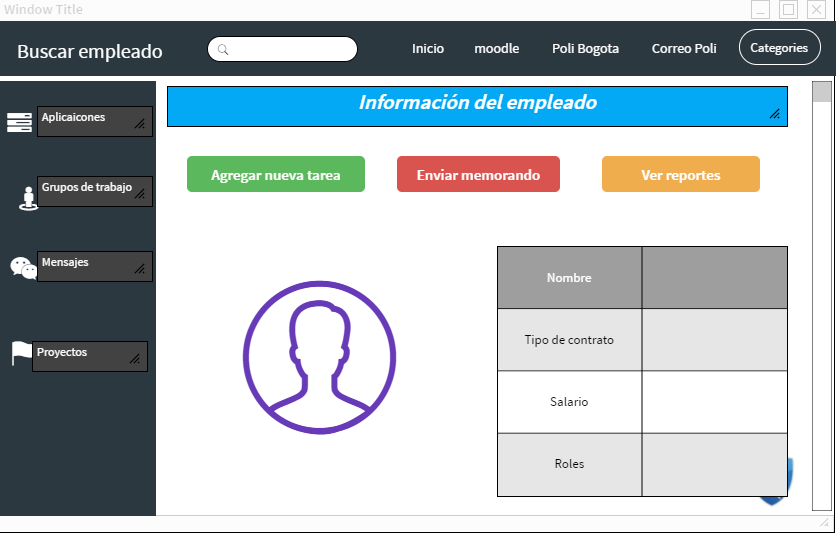 Window Title
Buscar empleado
Inicio
moodle
Poli Bogota
Correo Poli
Categories
Información del empleado
Aplicaicones
Grupos de trabajo
Mensajes
Proyectos
Agregar nueva tarea
Enviar memorando
Ver reportes
Nombre
Tipo de contrato
Salario
Roles